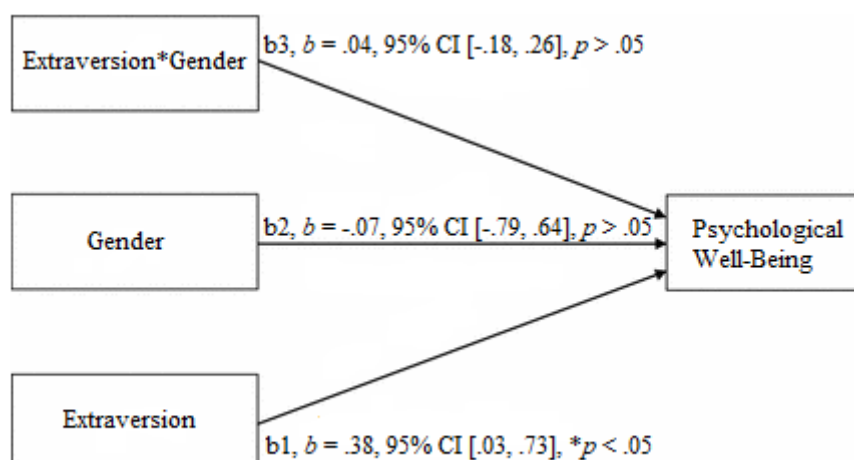 b3, b = .04, 95% CI [-.18, .26], p > .05
Extraversion*Gender
b2, b = -.07, 95% CI [-.79, .64], p > .05
Gender
Psychological
Well-Being
Extraversion
b1, b = .38, 95% CI [.03, .73], *p < .05